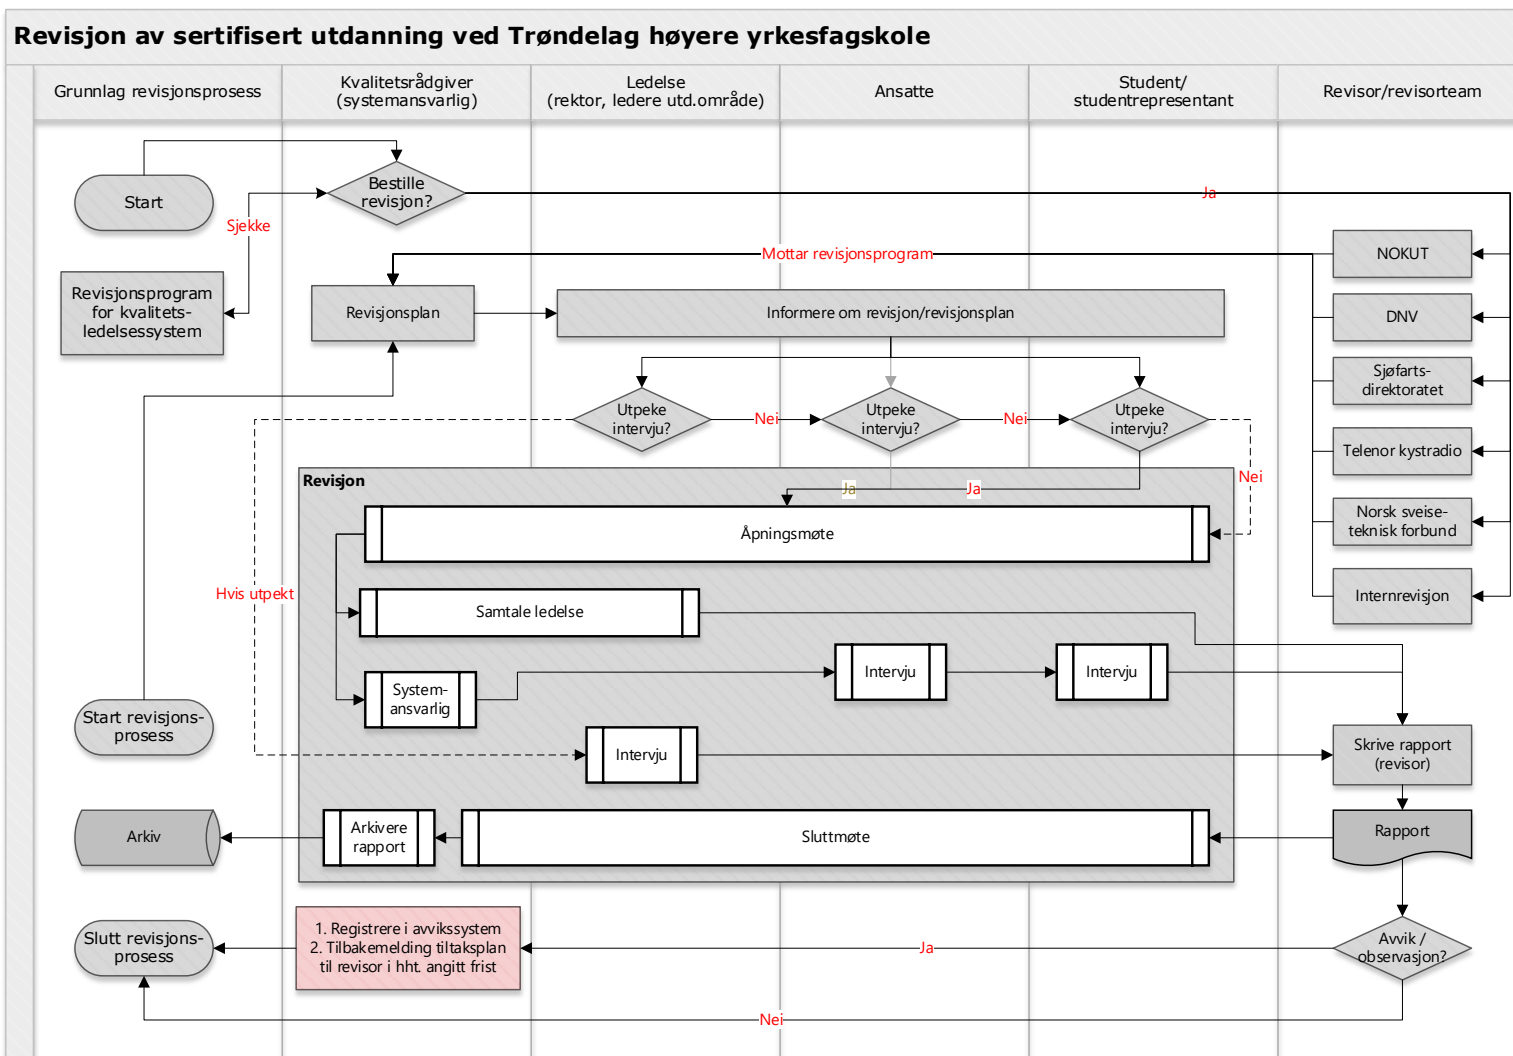 Revisjon av sertifisert utdanning ved Trøndelag høyere yrkesfagskole
Grunnlag revisjonsprosess
Kvalitetsrådgiver
(systemansvarlig)
Ledelse
(rektor, ledere utd.område)
Ansatte
Student/
studentrepresentant
Revisor/revisorteam
Start
Bestille
revisjon?
Ja
Sjekke
Mottar revisjonsprogram
NOKUT
Revisjonsprogram
for kvalitets-
ledelsessystem
Revisjonsplan
Informere om revisjon/revisjonsplan
DNV
Sjøfarts-
direktoratet
Utpeke
intervju?
Nei
Utpeke
intervju?
Nei
Utpeke
intervju?
Telenor kystradio
Revisjon
Ja
Ja
Nei
Norsk sveise-
teknisk forbund
Åpningsmøte
Hvis utpekt
Samtale ledelse
Internrevisjon
Intervju
Intervju
System-
ansvarlig
Start revisjons-
prosess
Intervju
Skrive rapport
(revisor)
Arkiv
Arkivere
rapport
Sluttmøte
Rapport
Slutt revisjons-
prosess
1. Registrere i avvikssystem
2. Tilbakemelding tiltaksplan
til revisor i hht. angitt frist
Ja
Avvik /
observasjon?
Nei